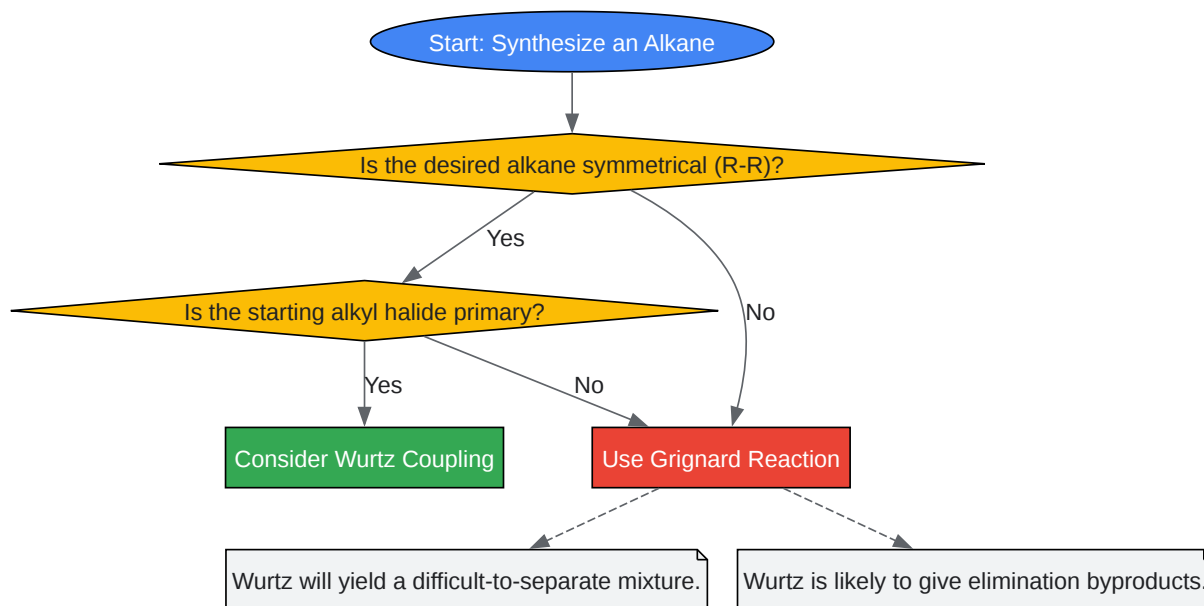 Start: Synthesize an Alkane
Is the desired alkane symmetrical (R-R)?
Yes
Is the starting alkyl halide primary?
No
Yes
No
Consider Wurtz Coupling
Use Grignard Reaction
Wurtz will yield a difficult-to-separate mixture.
Wurtz is likely to give elimination byproducts.